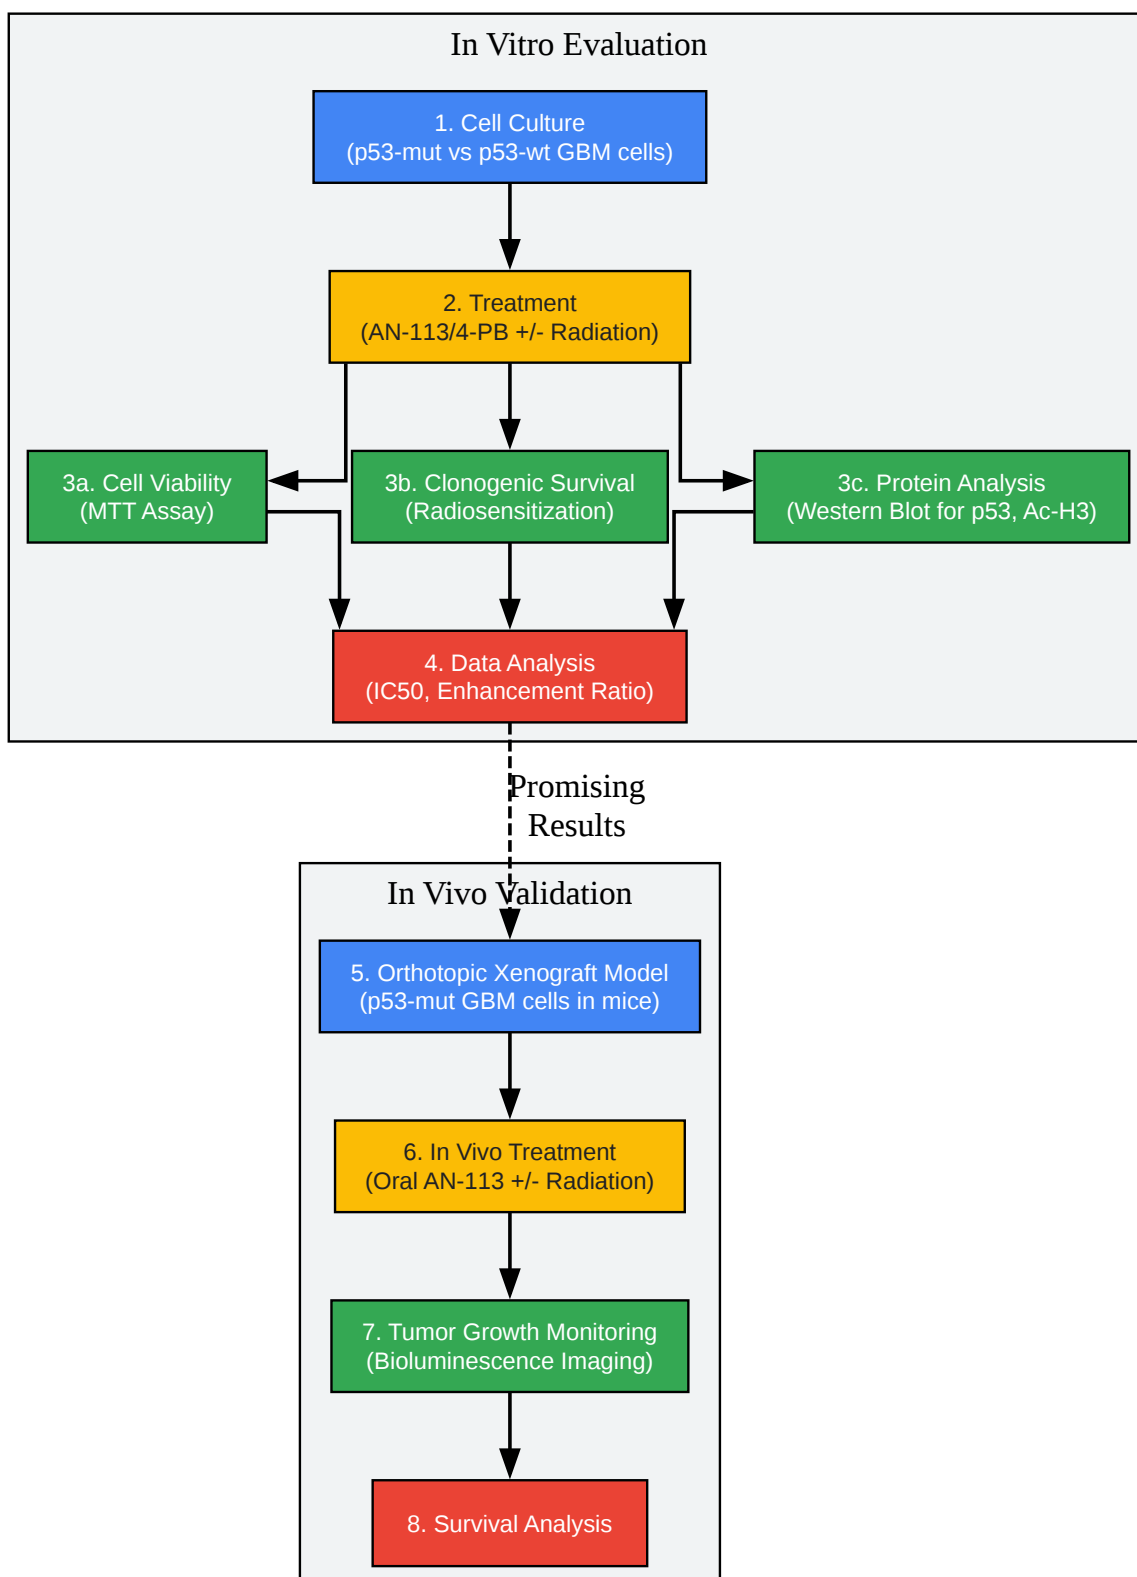 In Vitro Evaluation
1. Cell Culture
(p53-mut vs p53-wt GBM cells)
2. Treatment
(AN-113/4-PB +/- Radiation)
3a. Cell Viability
(MTT Assay)
3b. Clonogenic Survival
(Radiosensitization)
3c. Protein Analysis
(Western Blot for p53, Ac-H3)
4. Data Analysis
(IC50, Enhancement Ratio)
Promising
Results
In Vivo Validation
5. Orthotopic Xenograft Model
(p53-mut GBM cells in mice)
6. In Vivo Treatment
(Oral AN-113 +/- Radiation)
7. Tumor Growth Monitoring
(Bioluminescence Imaging)
8. Survival Analysis